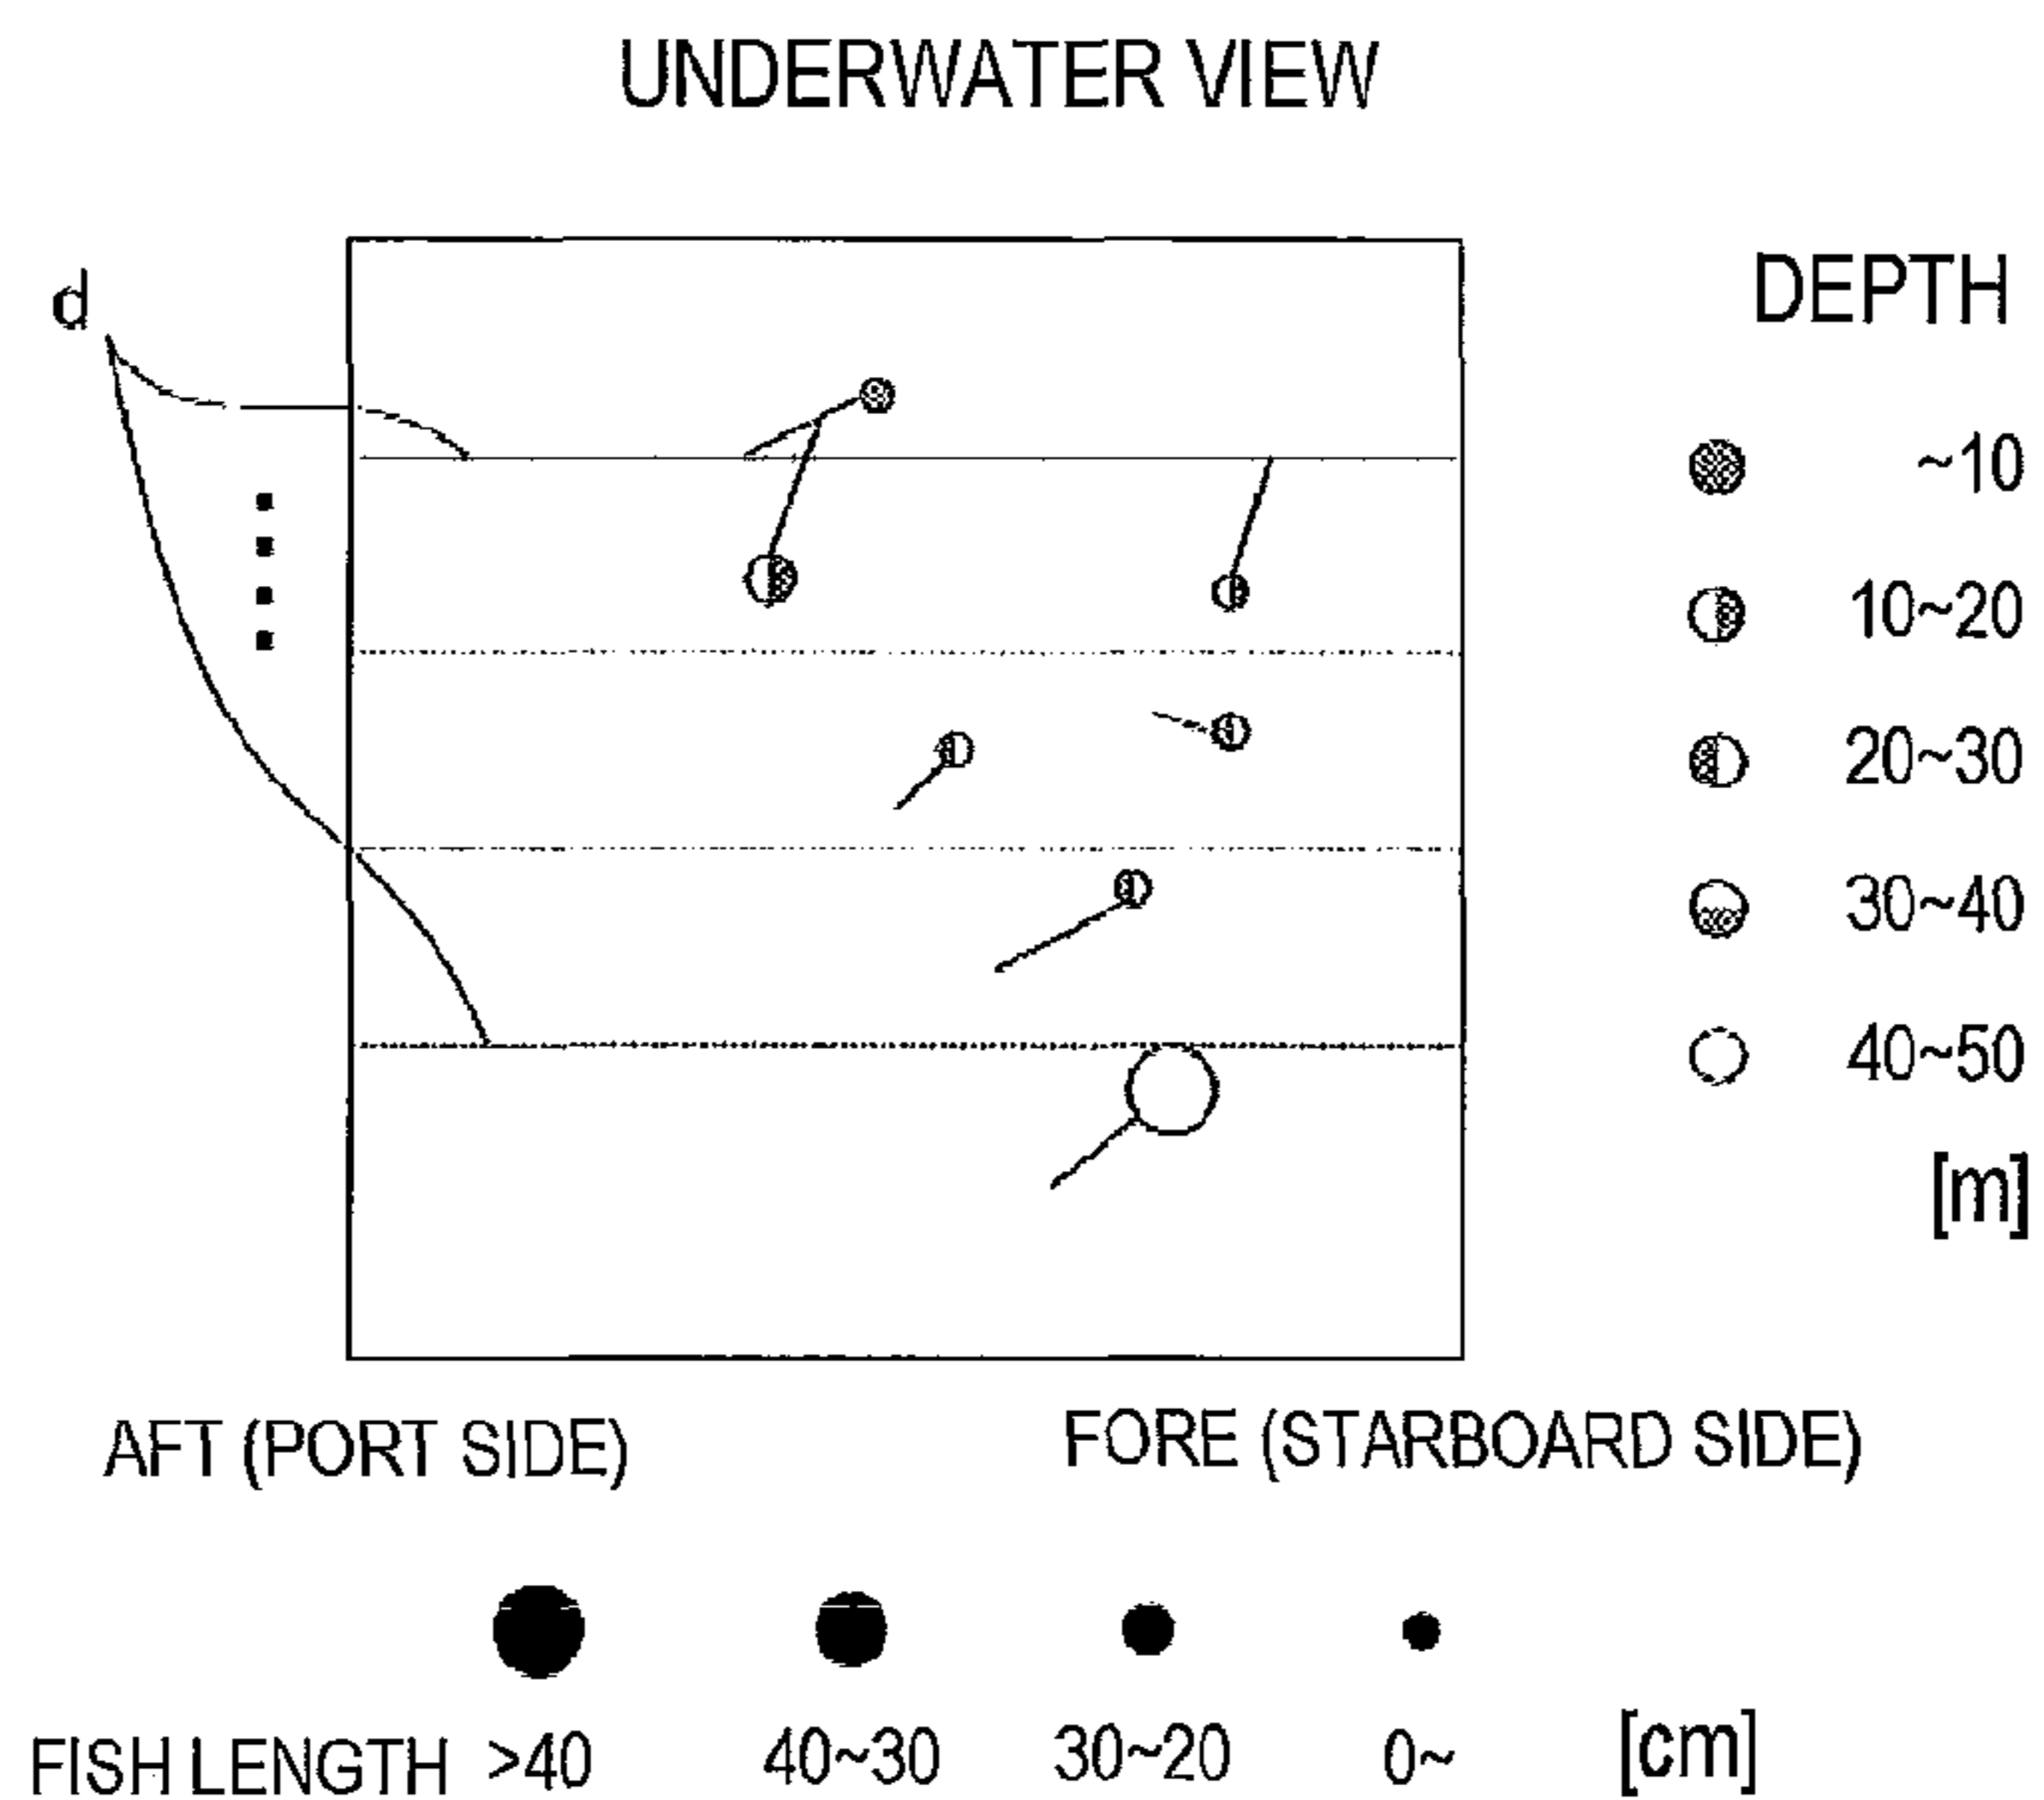 UNDERWATER VIEW
d
DEPTH
~10
10~20
20~30
30~40
40~50
[m]
AFT (PORT SIDE)
FORE (STARBOARD SIDE)
FISH LENGTH >40 40~30 30~20 0~ [cm]